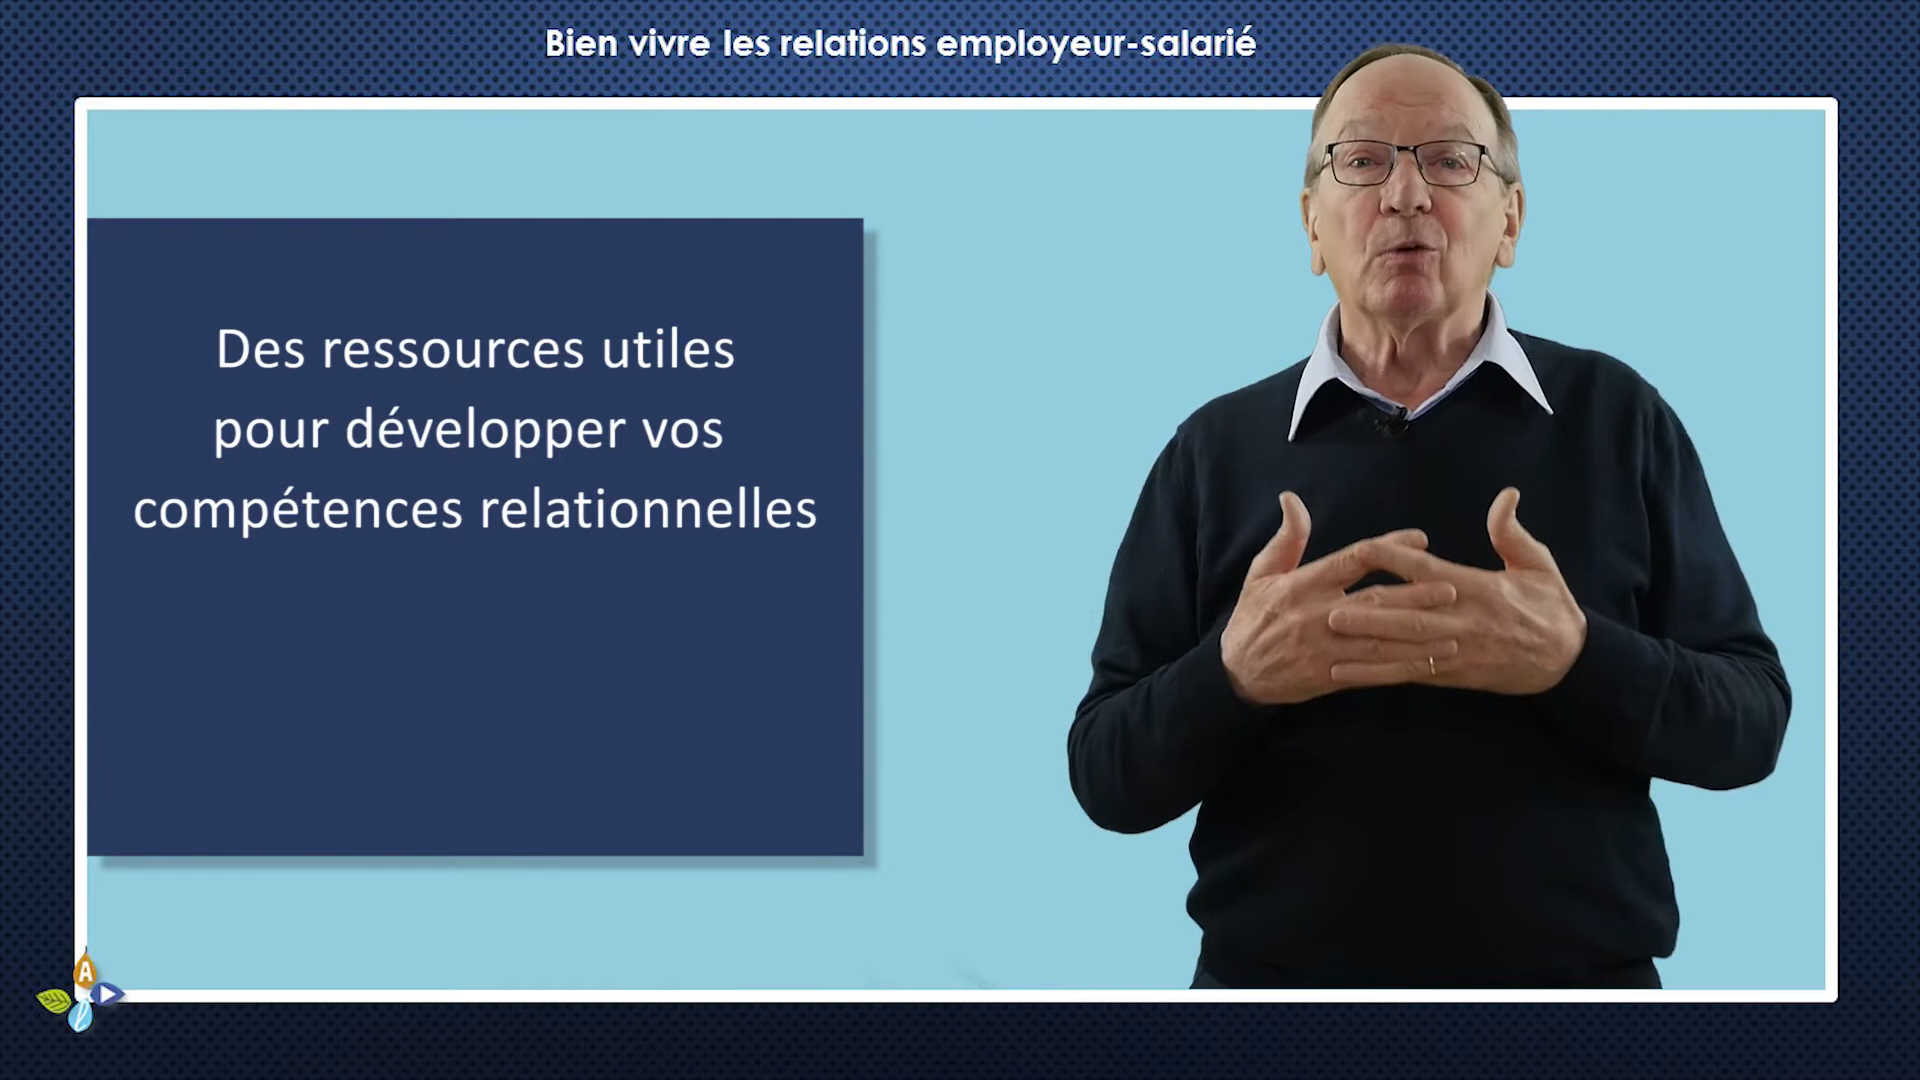 Bien vivre les relations employeur-salarié
Des ressources utiles
pour développer vos
compétences relationnelles
A
l